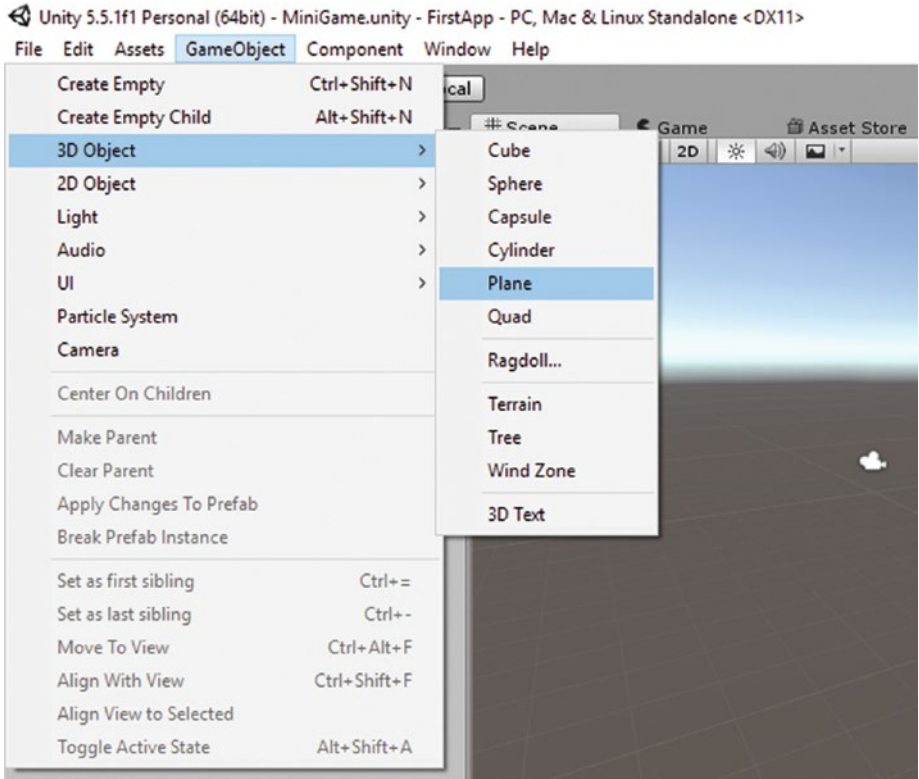 Unity 5.5.1f1 Personal (64bit) - MiniGame.unity - FirstApp - PC, Mac & Linux Standalone <DX11>
File Edit Assets GameObject Component Window Help
Create Empty Ctrl+Shift+N
Create Empty Child Alt+Shift+N
3D Object >
2D Object >
Light >
Audio >
UI >
Particle System
Camera
Center On Children
Make Parent
Clear Parent
Apply Changes To Prefab
Break Prefab Instance
Set as first sibling Ctrl+=
Set as last sibling Ctrl+-
Move To View Ctrl+Alt+F
Align With View Ctrl+Shift+F
Align View to Selected
Toggle Active State Alt+Shift+A
cal
Scene Game Asset Store
2D
Cube
Sphere
Capsule
Cylinder
Plane
Quad
Ragdoll...
Terrain
Tree
Wind Zone
3D Text